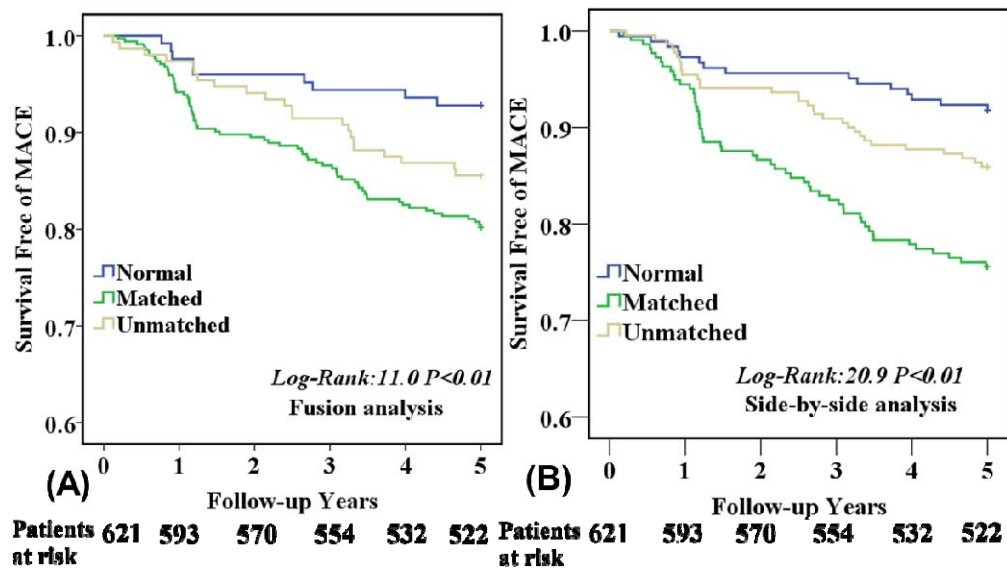 Survival Free of MACE
1.0
0.9
0.8
0.7
0.6
Normal
Matched
Unmatched
Log-Rank:11.0 P<0.01
Fusion analysis
0 1 2 3 4 5
(A)
Follow-up Years
Patients at risk 621 593 570 554 532 522
Survival Free of MACE
1.0
0.9
0.8
0.7
0.6
Normal
Matched
Unmatched
Log-Rank:20.9 P<0.01
Side-by-side analysis
0 1 2 3 4 5
(B)
Follow-up Years
Patients at risk 621 593 570 554 532 522